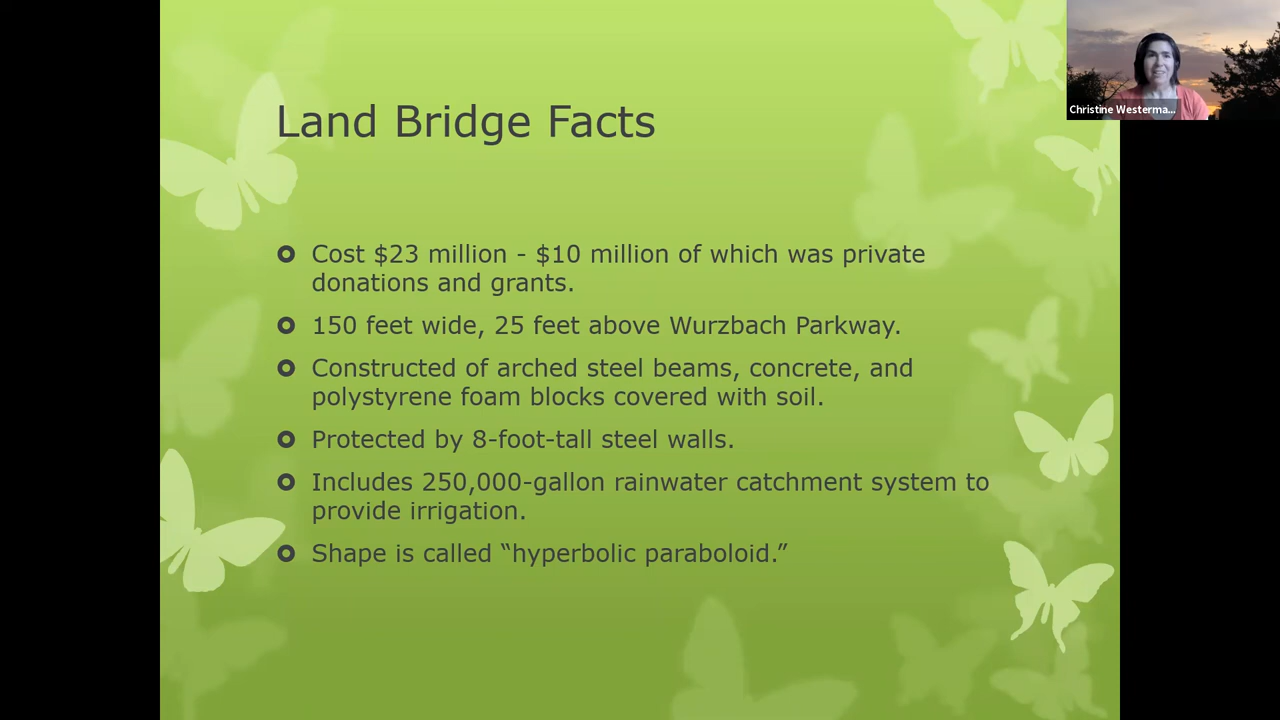 Christine Westerma...
Land Bridge Facts
Cost $23 million - $10 million of which was private
donations and grants.
150 feet wide, 25 feet above Wurzbach Parkway.
Constructed of arched steel beams, concrete, and
polystyrene foam blocks covered with soil.
Protected by 8-foot-tall steel walls.
Includes 250,000-gallon rainwater catchment system to
provide irrigation.
Shape is called “hyperbolic paraboloid.”